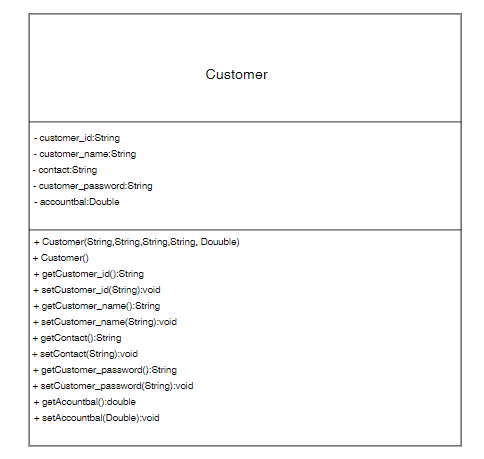 Customer
- customer_id:String
- customer_name:String
- contact:String
- customer_password:String
- accountbal:Double
+ Customer(String,String,String,String, Douuble)
+ Customer()
+ getCustomer_id():String
+ setCustomer_id(String):void
+ getCustomer_name():String
+ setCustomer_name(String):void
+ getContact():String
+ setContact(String):void
+ getCustomer_password():String
+ setCustomer_password(String):void
+ getAcountbal():double
+ setAccountbal(Double):void